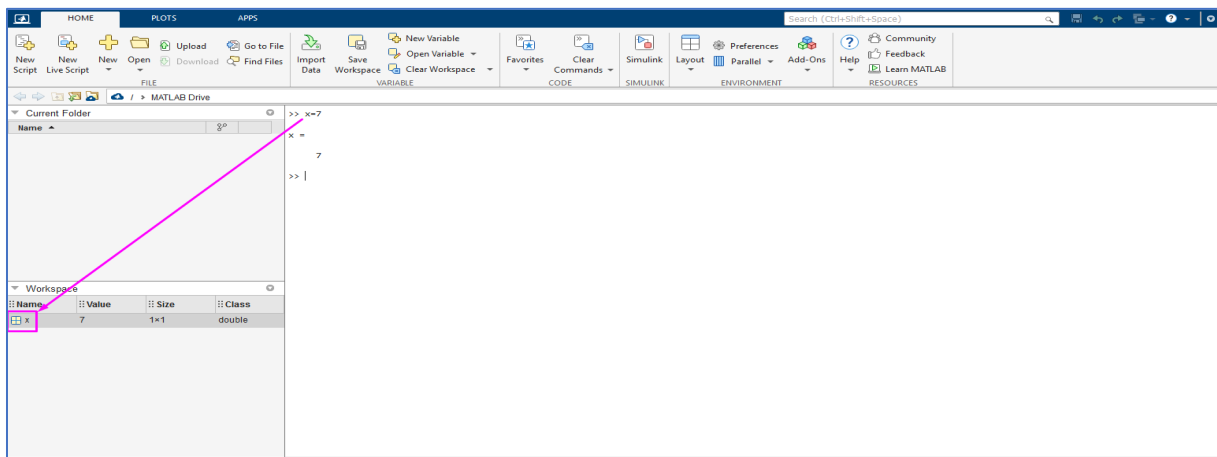 HOME PLOTS APPS Search (Ctrl+Shift+Space)
New Script
New Live Script
New
Open
Upload
Download
Go to File
Find Files
FILE
Import Data
Save Workspace
New Variable
Open Variable
Clear Workspace
VARIABLE
Favorites
Clear Commands
CODE
Simulink
SIMULINK
Layout
Preferences
Parallel
Add-Ons
ENVIRONMENT
Help
Community
Feedback
Learn MATLAB
RESOURCES
/ > MATLAB Drive
Current Folder
Name
>> x=7
x =
7
>>
Workspace
Name Value Size Class
x 7 1×1 double